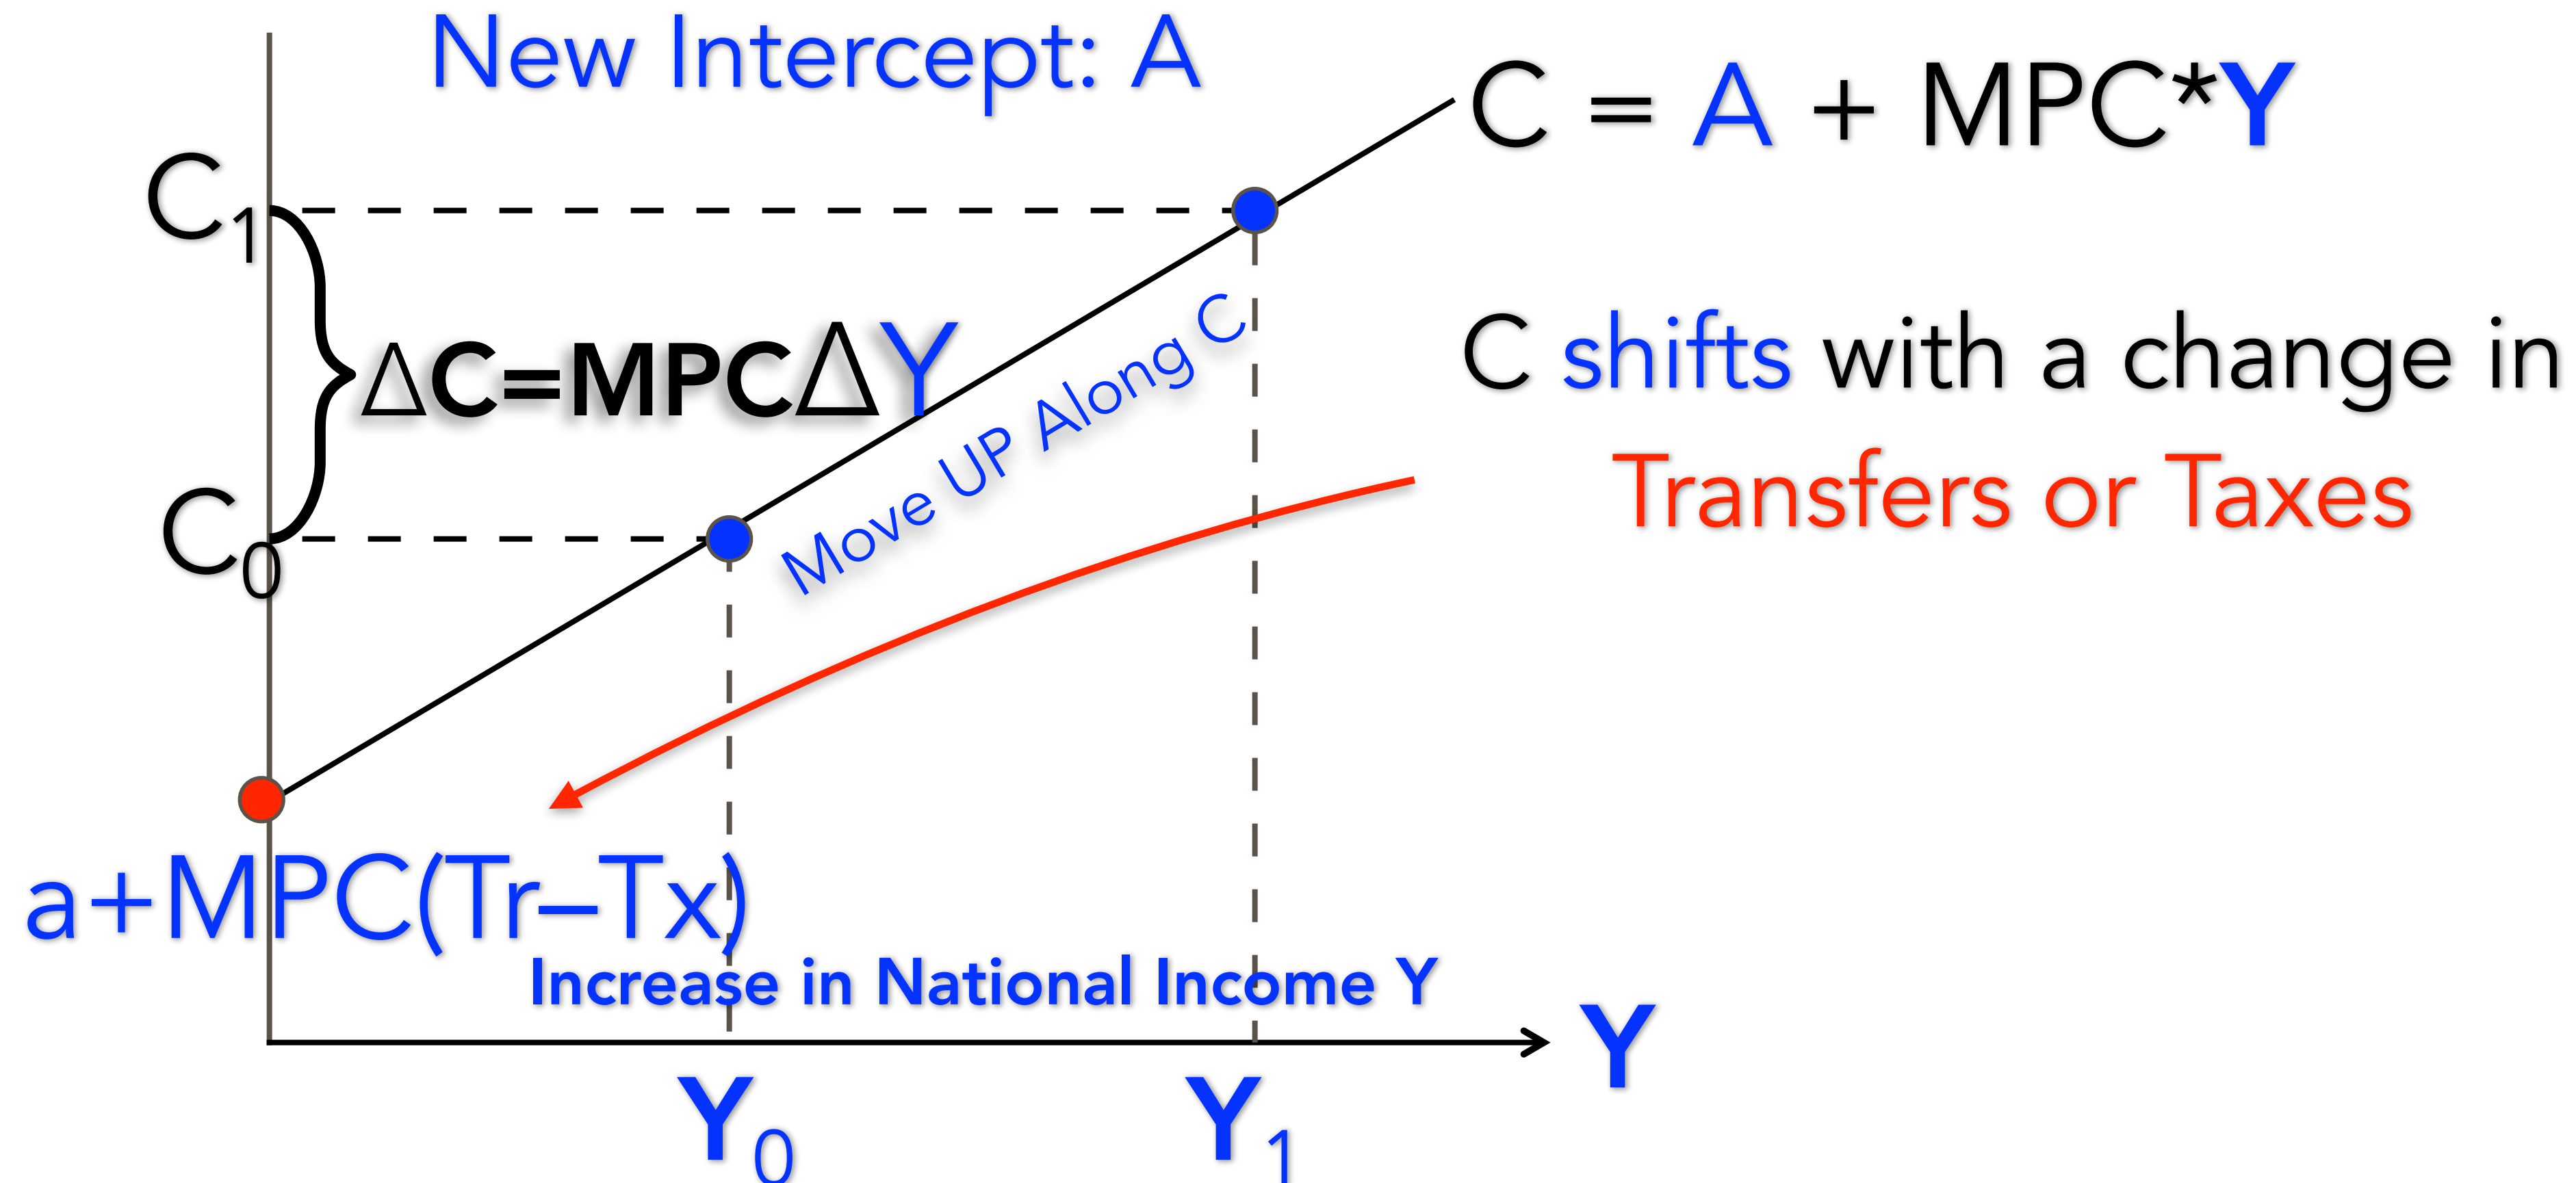 New Intercept: A
C = A + MPC*Y
C₁
C shifts with a change in
Transfers or Taxes
ΔC=MPCΔY
Move UP Along C
C₀
a+MPC(Tr–Tx)
Increase in National Income Y
Y
Y₀
Y₁